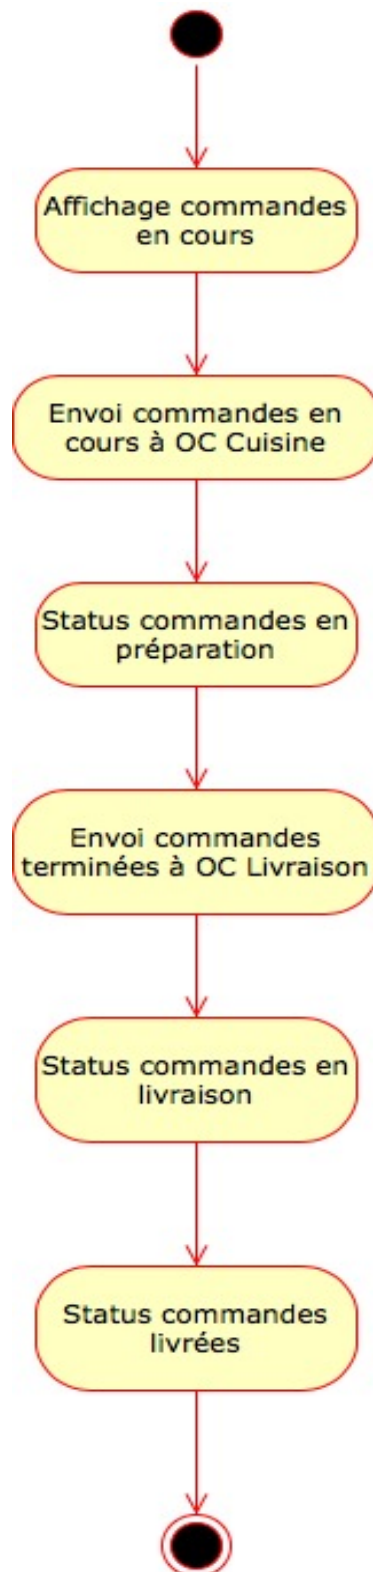 Affichage commandes
en cours
Envoi commandes en
cours à OC Cuisine
Status commandes en
préparation
Envoi commandes
terminées à OC Livraison
Status commandes en
livraison
Status commandes
livrées